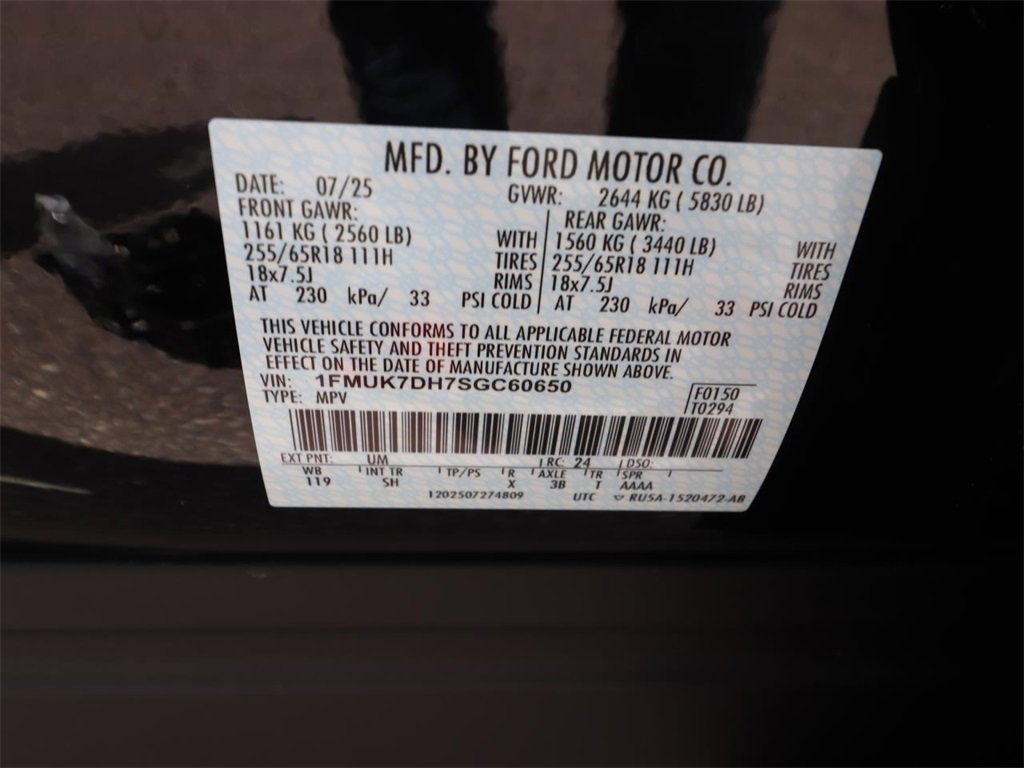 MFD. BY FORD MOTOR CO.
DATE: 07/25 GVWR: 2644 KG ( 5830 LB)
FRONT GAWR: REAR GAWR:
1161 KG ( 2560 LB) WITH 1560 KG ( 3440 LB) WITH
255/65R18 111H TIRES 255/65R18 111H TIRES
18x7.5J RIMS 18x7.5J RIMS
AT 230 kPa/ 33 PSI COLD AT 230 kPa/ 33 PSI COLD
THIS VEHICLE CONFORMS TO ALL APPLICABLE FEDERAL MOTOR
VEHICLE SAFETY AND THEFT PREVENTION STANDARDS IN
EFFECT ON THE DATE OF MANUFACTURE SHOWN ABOVE.
VIN: 1FMUK7DH7SGC60650 F0150
TYPE: MPV T0294
EXT PNT: UM RC: 24 DSO:
WB INT TR TP/PS R AXLE TR SPR
119 SH X 3B T AAAA
1202507274809 UTC RU5A-1520472-AB